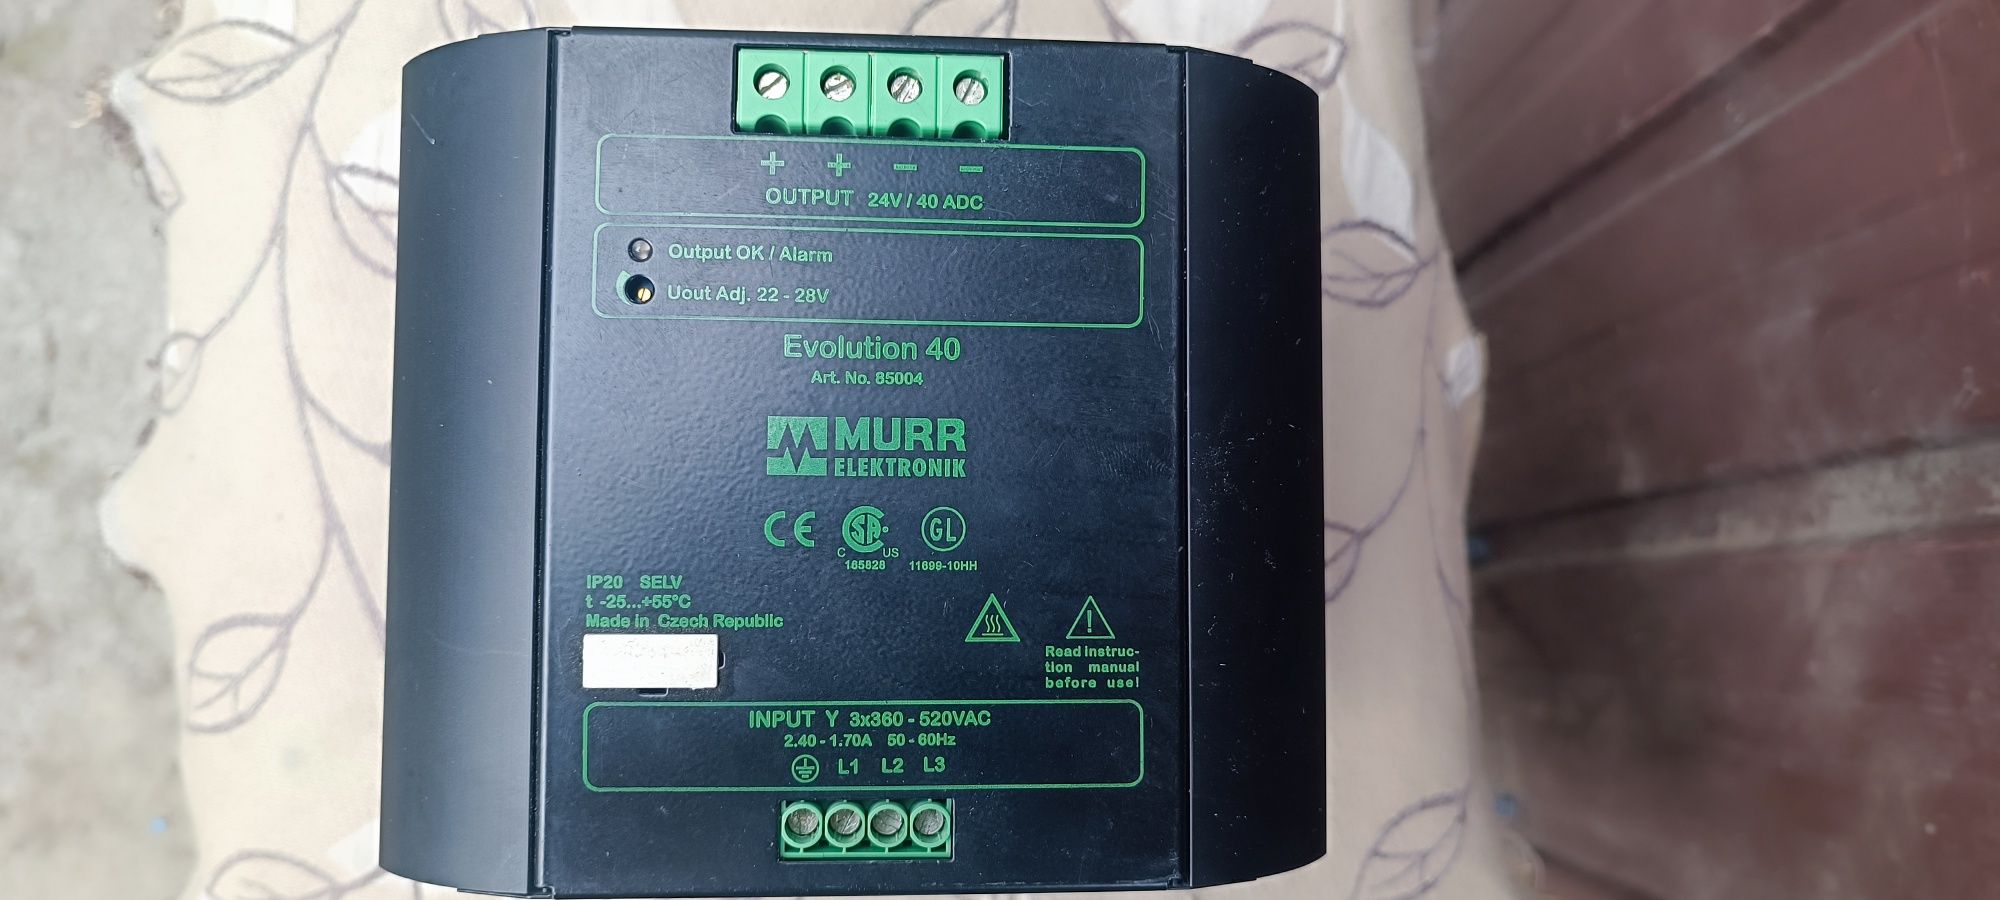 + + − −
OUTPUT 24V / 40 ADC
Output OK / Alarm
Uout Adj. 22 - 28V
Evolution 40
Art. No. 85004
MURR
ELEKTRONIK
CE
SA
C US
165828
GL
11699-10HH
IP20 SELV
t -25...+55°C
Made in Czech Republic
Read instruc-
tion manual
before use!
INPUT Y 3x360 - 520VAC
2.40 - 1.70A 50 - 60Hz
L1 L2 L3